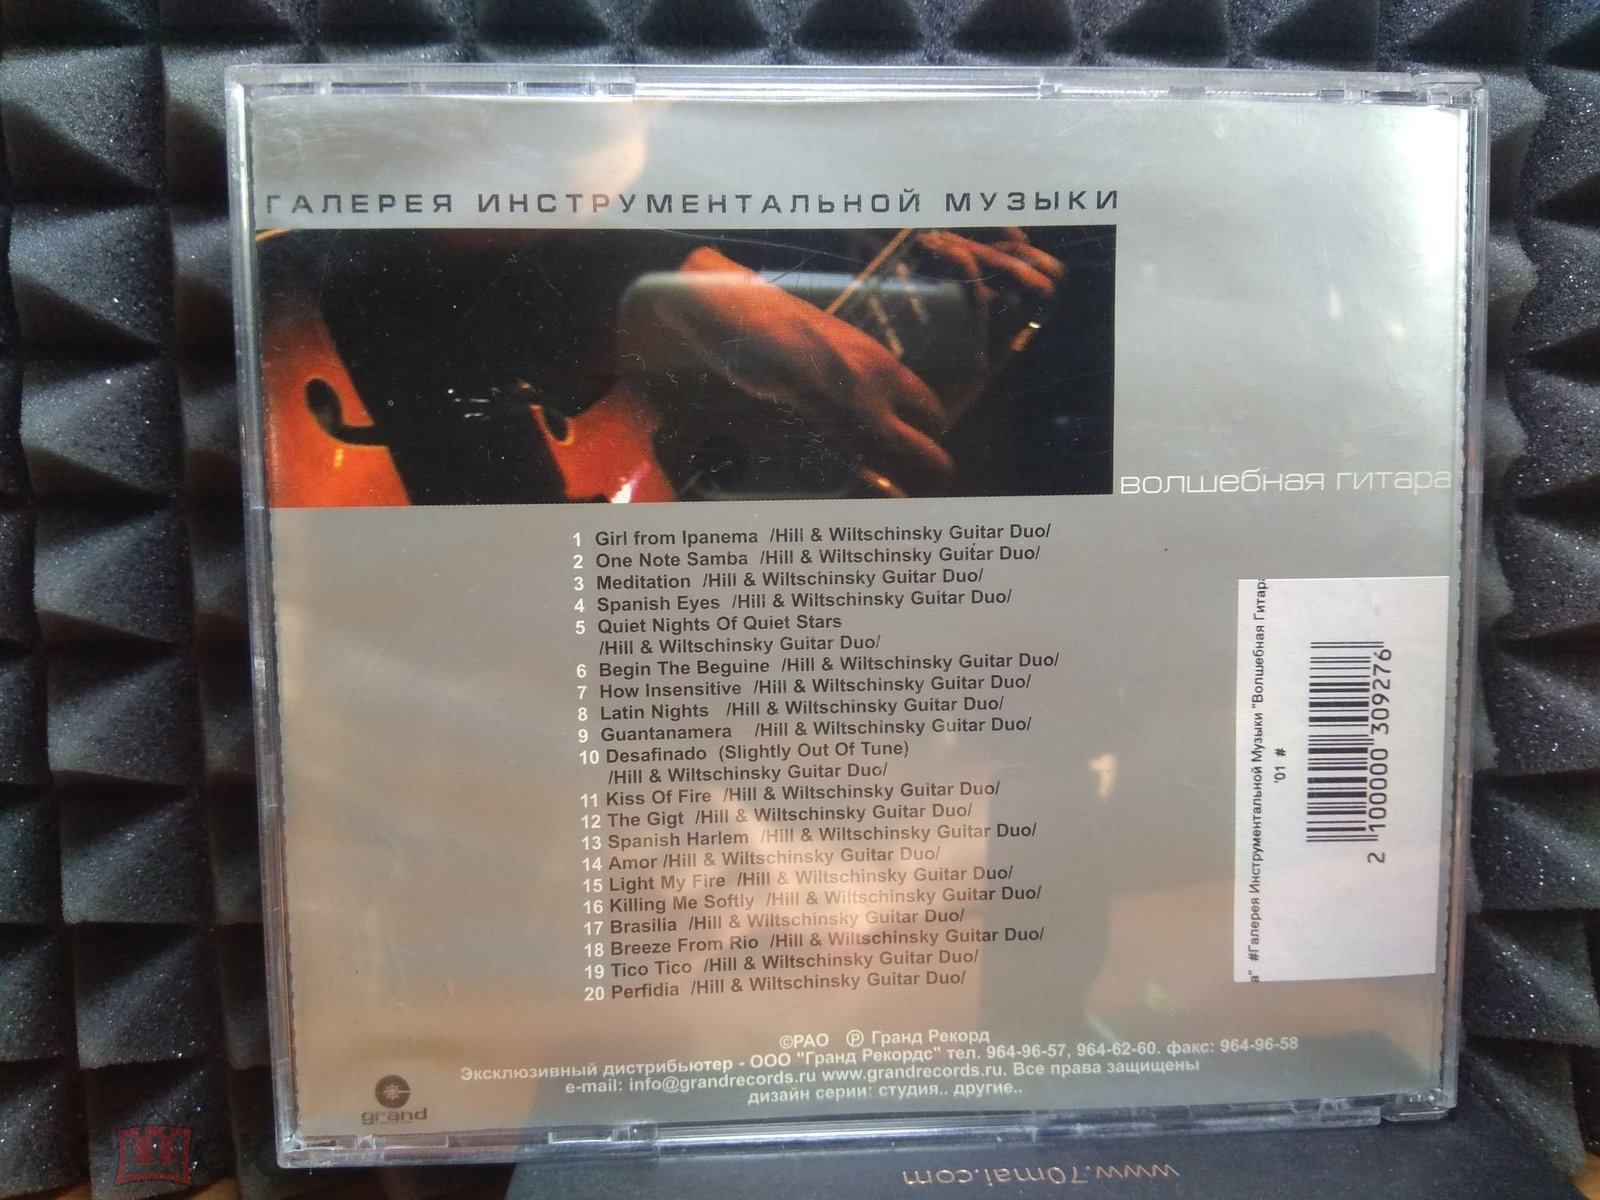 ГАЛЕРЕЯ ИНСТРУМЕНТАЛЬНОЙ МУЗЫКИ
волшебная гитара
1 Girl from Ipanema /Hill & Wiltschinsky Guitar Duo/
2 One Note Samba /Hill & Wiltschinsky Guitar Duo/
3 Meditation /Hill & Wiltschinsky Guitar Duo/
4 Spanish Eyes /Hill & Wiltschinsky Guitar Duo/
5 Quiet Nights Of Quiet Stars
/Hill & Wiltschinsky Guitar Duo/
6 Begin The Beguine /Hill & Wiltschinsky Guitar Duo/
7 How Insensitive /Hill & Wiltschinsky Guitar Duo/
8 Latin Nights /Hill & Wiltschinsky Guitar Duo/
9 Guantanamera /Hill & Wiltschinsky Guitar Duo/
10 Desafinado (Slightly Out Of Tune)
/Hill & Wiltschinsky Guitar Duo/
11 Kiss Of Fire /Hill & Wiltschinsky Guitar Duo/
12 The Gigt /Hill & Wiltschinsky Guitar Duo/
13 Spanish Harlem /Hill & Wiltschinsky Guitar Duo/
14 Amor /Hill & Wiltschinsky Guitar Duo/
15 Light My Fire /Hill & Wiltschinsky Guitar Duo/
16 Killing Me Softly /Hill & Wiltschinsky Guitar Duo/
17 Brasilia /Hill & Wiltschinsky Guitar Duo/
18 Breeze From Rio /Hill & Wiltschinsky Guitar Duo/
19 Tico Tico /Hill & Wiltschinsky Guitar Duo/
20 Perfidia /Hill & Wiltschinsky Guitar Duo/
а" #Галерея Инструментальной Музыки "Волшебная Гитара
'01 #
2 100000 309276
©РАО ℗ Гранд Рекорд
Эксклюзивный дистрибьютер - ООО "Гранд Рекордс" тел. 964-96-57, 964-62-60. факс: 964-96-58
e-mail: info@grandrecords.ru www.grandrecords.ru. Все права защищены
дизайн серии: студия.. другие..
grand
www.70mai.com